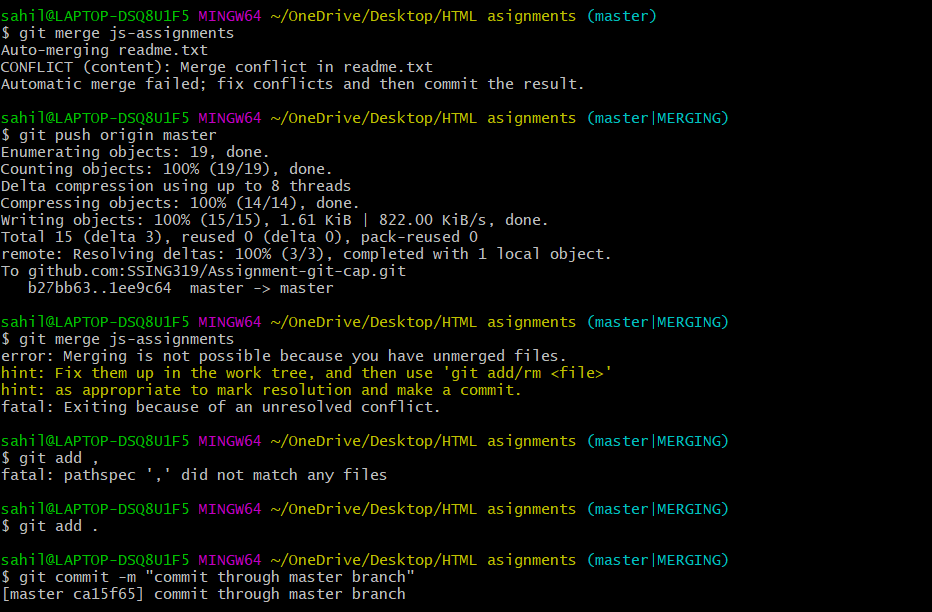 sahil@LAPTOP-DSQ8U1F5 MINGW64 ~/OneDrive/Desktop/HTML asignments (master)
$ git merge js-assignments
Auto-merging readme.txt
CONFLICT (content): Merge conflict in readme.txt
Automatic merge failed; fix conflicts and then commit the result.

sahil@LAPTOP-DSQ8U1F5 MINGW64 ~/OneDrive/Desktop/HTML asignments (master|MERGING)
$ git push origin master
Enumerating objects: 19, done.
Counting objects: 100% (19/19), done.
Delta compression using up to 8 threads
Compressing objects: 100% (14/14), done.
Writing objects: 100% (15/15), 1.61 KiB | 822.00 KiB/s, done.
Total 15 (delta 3), reused 0 (delta 0), pack-reused 0
remote: Resolving deltas: 100% (3/3), completed with 1 local object.
To github.com:SSING319/Assignment-git-cap.git
   b27bb63..1ee9c64  master -> master

sahil@LAPTOP-DSQ8U1F5 MINGW64 ~/OneDrive/Desktop/HTML asignments (master|MERGING)
$ git merge js-assignments
error: Merging is not possible because you have unmerged files.
hint: Fix them up in the work tree, and then use 'git add/rm <file>'
hint: as appropriate to mark resolution and make a commit.
fatal: Exiting because of an unresolved conflict.

sahil@LAPTOP-DSQ8U1F5 MINGW64 ~/OneDrive/Desktop/HTML asignments (master|MERGING)
$ git add ,
fatal: pathspec ',' did not match any files

sahil@LAPTOP-DSQ8U1F5 MINGW64 ~/OneDrive/Desktop/HTML asignments (master|MERGING)
$ git add .

sahil@LAPTOP-DSQ8U1F5 MINGW64 ~/OneDrive/Desktop/HTML asignments (master|MERGING)
$ git commit -m "commit through master branch"
[master ca15f65] commit through master branch